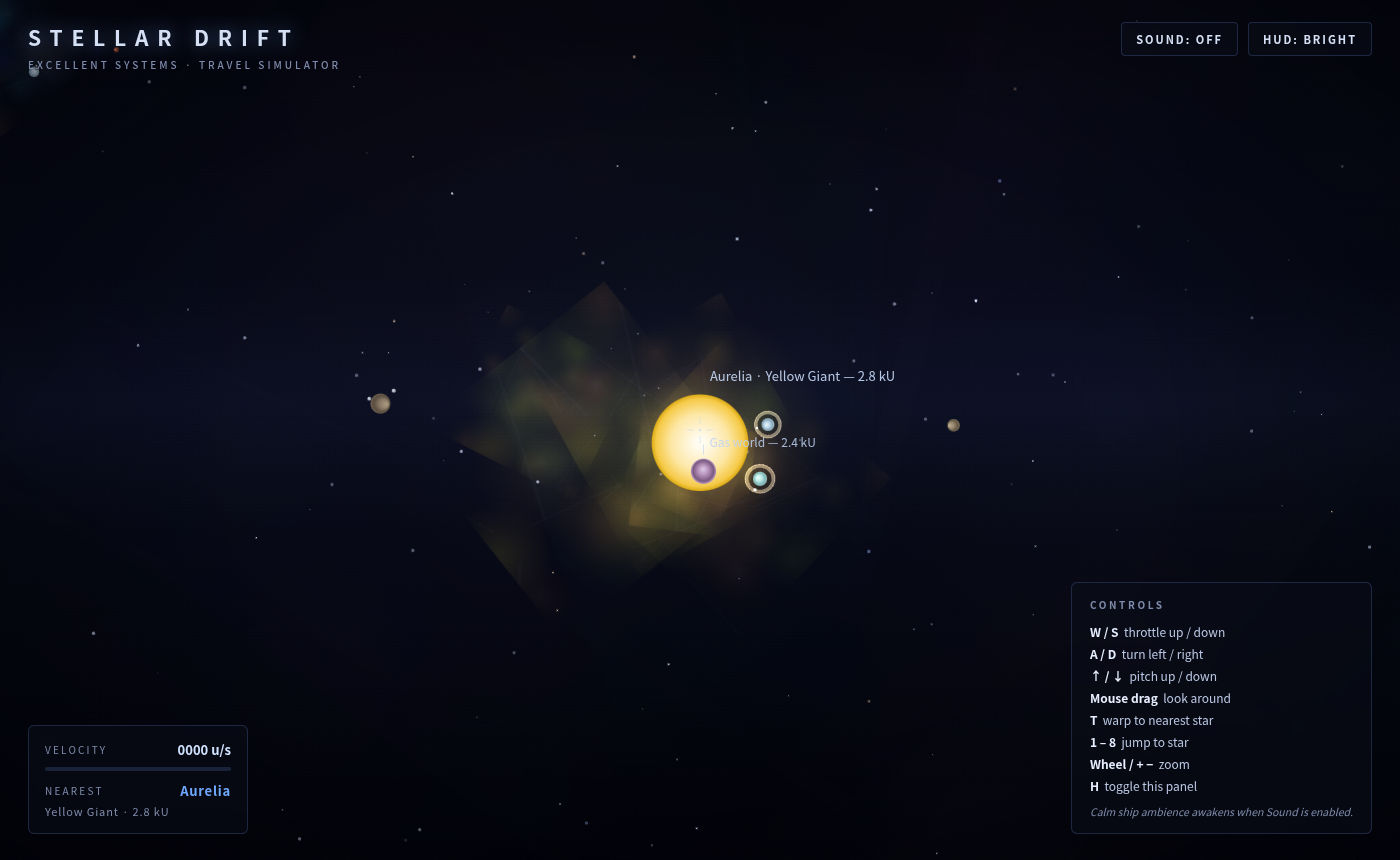 STELLAR DRIFT
EXCELLENT SYSTEMS · TRAVEL SIMULATOR
SOUND: OFF
HUD: BRIGHT
Aurelia · Yellow Giant — 2.8 kU
Gas world — 2.4 kU
VELOCITY 0000 u/s
NEAREST Aurelia
Yellow Giant · 2.8 kU
CONTROLS
W / S throttle up / down
A / D turn left / right
↑ / ↓ pitch up / down
Mouse drag look around
T warp to nearest star
1 – 8 jump to star
Wheel / + − zoom
H toggle this panel
Calm ship ambience awakens when Sound is enabled.